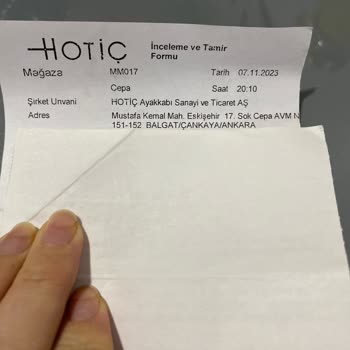 HOTİÇ İnceleme ve Tamir
Formu
Mağaza MM017 Tarih 07.11.2023
Cepa Saat 20:10
Şirket Unvani HOTİÇ Ayakkabı Sanayi ve Ticaret AŞ
Adres Mustafa Kemal Mah. Eskişehir 17. Sok Cepa AVM N
151-152 BALGAT/ÇANKAYA/ANKARA